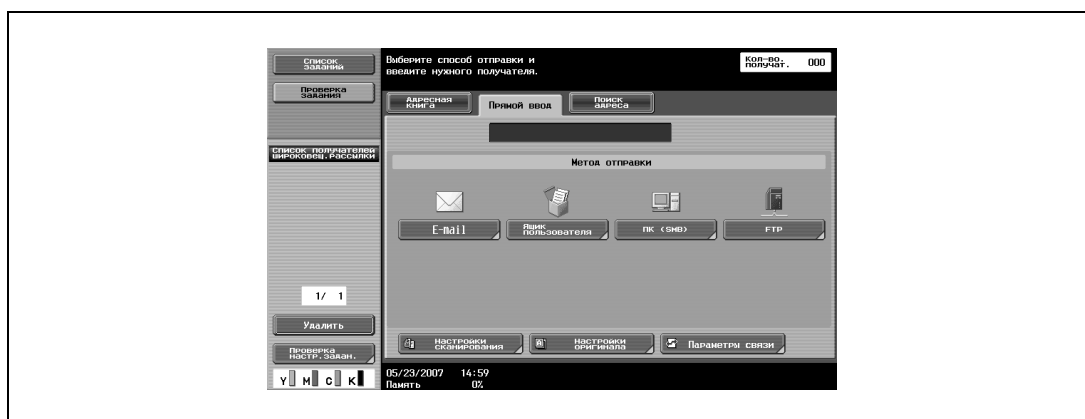 Список
заданий
Проверка
задания
Список получателей
широковещ.рассылки
1/ 1
Удалить
Проверка
настр.задан.
Y M C K
Выберите способ отправки и
введите нужного получателя.
Кол-во.
получат. 000
Адресная
книга
Прямой ввод
Поиск
адреса
Метод отправки
E-mail
Ящик
пользователя
ПК (SMB)
FTP
Настройки
сканирования
Настройки
оригинала
Параметры связи
05/23/2007 14:59
Память 0%